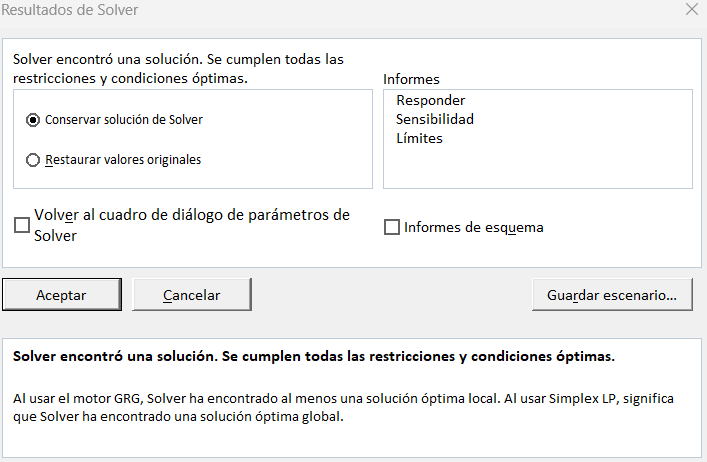 Resultados de Solver
Solver encontró una solución. Se cumplen todas las
restricciones y condiciones óptimas.
Conservar solución de Solver
Restaurar valores originales
Informes
Responder
Sensibilidad
Límites
Volver al cuadro de diálogo de parámetros de
Solver
Informes de esquema
Aceptar
Cancelar
Guardar escenario...
Solver encontró una solución. Se cumplen todas las restricciones y condiciones óptimas.
Al usar el motor GRG, Solver ha encontrado al menos una solución óptima local. Al usar Simplex LP, significa
que Solver ha encontrado una solución óptima global.